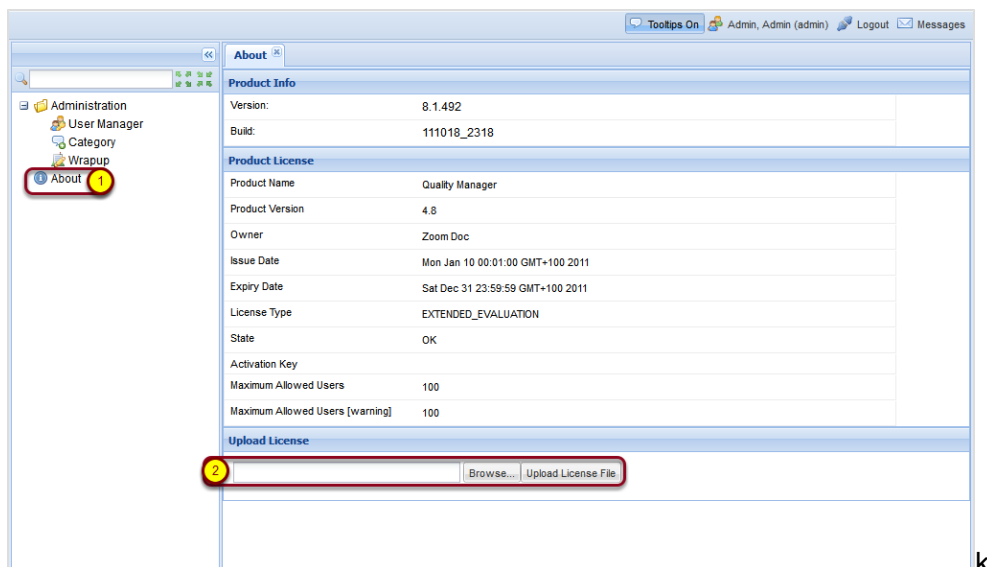 Tooltips On Admin, Admin (admin) Logout Messages
About
Product Info
Administration
Version: 8.1.492
User Manager
Build: 111018_2318
Category
Wrapup
Product License
About 1
Product Name Quality Manager
Product Version 4.8
Owner Zoom Doc
Issue Date Mon Jan 10 00:01:00 GMT+100 2011
Expiry Date Sat Dec 31 23:59:59 GMT+100 2011
License Type EXTENDED_EVALUATION
State OK
Activation Key
Maximum Allowed Users 100
Maximum Allowed Users [warning] 100
Upload License
2 Browse... Upload License File
k